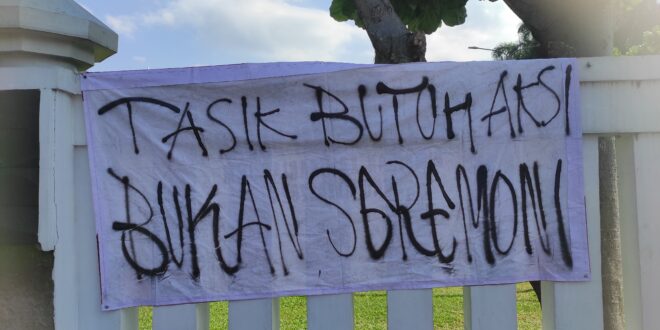 TASIK BUTUH AKSI
BUKAN SEREMONI